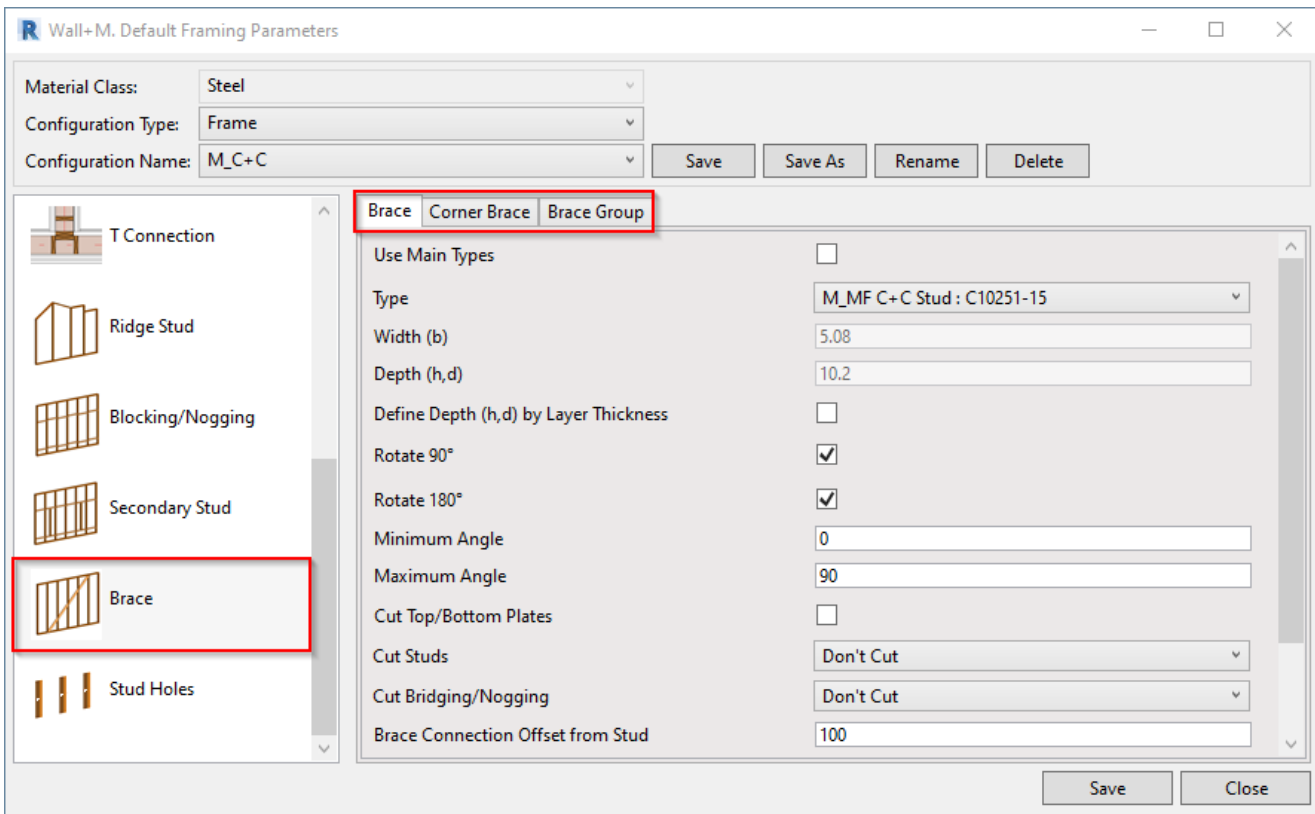 Wall+M. Default Framing Parameters
Material Class: Steel
Configuration Type: Frame
Configuration Name: M_C+C Save Save As Rename Delete
T Connection
Ridge Stud
Blocking/Nogging
Secondary Stud
Brace
Stud Holes
Brace Corner Brace Brace Group
Use Main Types
Type M_MF C+C Stud : C10251-15
Width (b) 5.08
Depth (h,d) 10.2
Define Depth (h,d) by Layer Thickness
Rotate 90°
Rotate 180°
Minimum Angle 0
Maximum Angle 90
Cut Top/Bottom Plates
Cut Studs Don't Cut
Cut Bridging/Nogging Don't Cut
Brace Connection Offset from Stud 100
Save Close